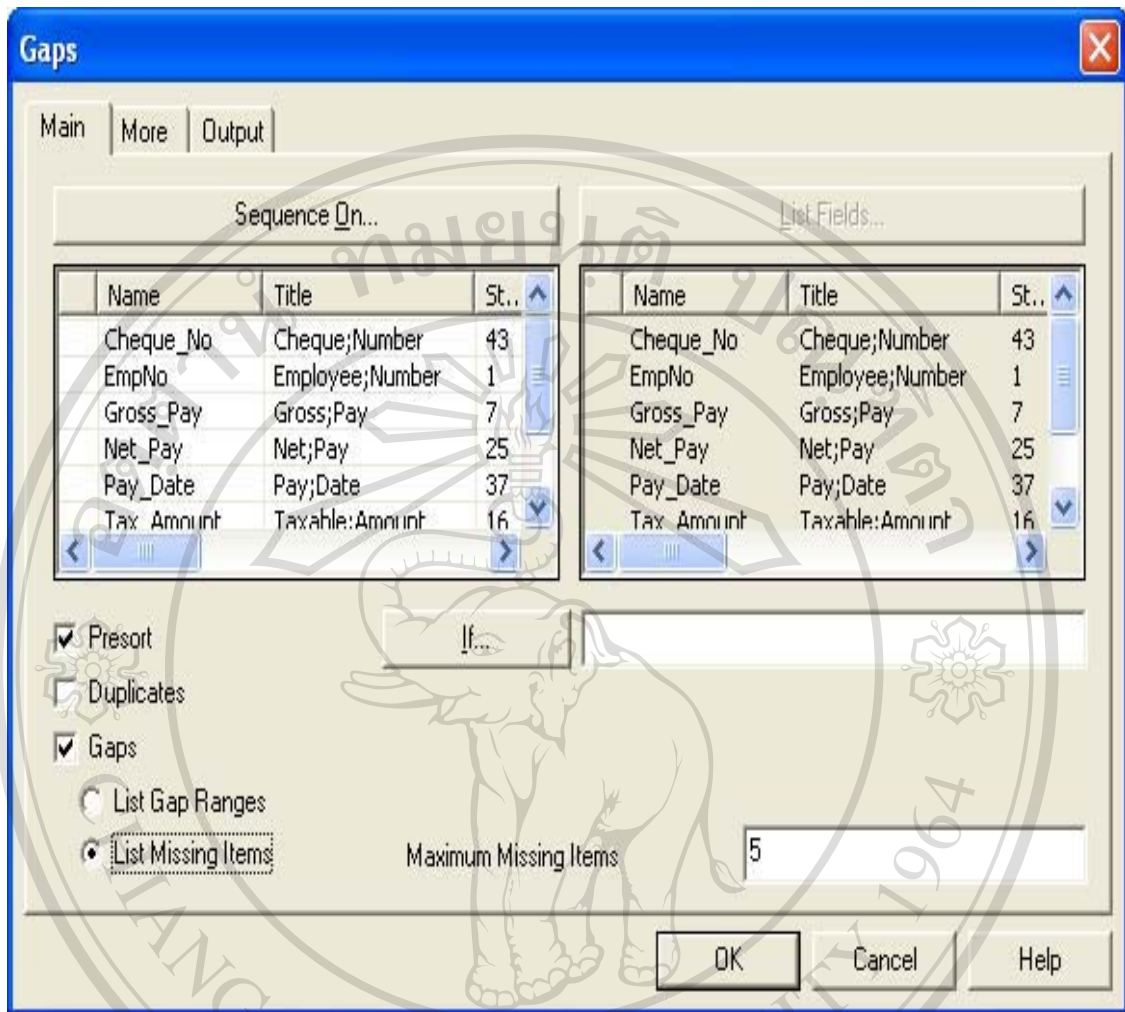 Gaps
Main More Output
Sequence On... List Fields...
Name Title St.. Name Title St..
Cheque_No Cheque;Number 43 Cheque_No Cheque;Number 43
EmpNo Employee;Number 1 EmpNo Employee;Number 1
Gross_Pay Gross;Pay 7 Gross_Pay Gross;Pay 7
Net_Pay Net;Pay 25 Net_Pay Net;Pay 25
Pay_Date Pay;Date 37 Pay_Date Pay;Date 37
Tax_Amount Taxable;Amount 16 Tax_Amount Taxable;Amount 16
Presort If...
Duplicates
Gaps
List Gap Ranges
List Missing Items Maximum Missing Items 5
OK Cancel Help
1964